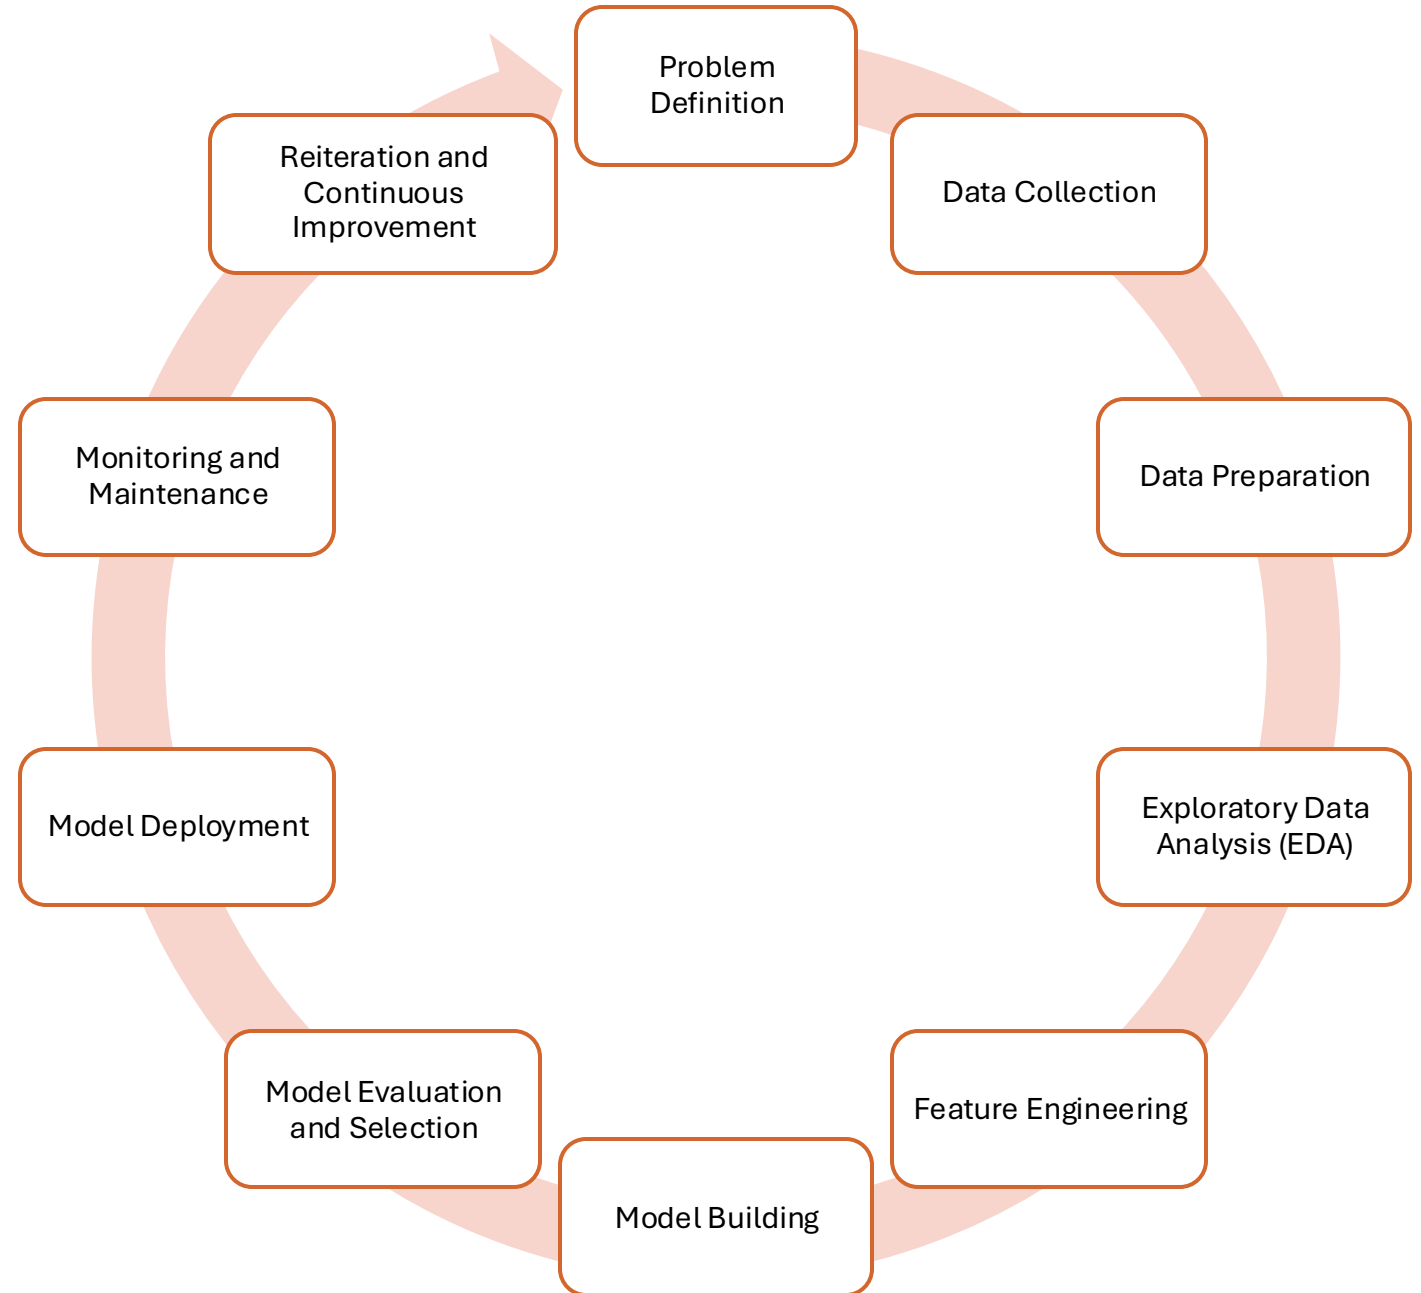 Problem
Definition
Data Collection
Data Preparation
Exploratory Data
Analysis (EDA)
Feature Engineering
Model Building
Model Evaluation
and Selection
Model Deployment
Monitoring and
Maintenance
Reiteration and
Continuous
Improvement